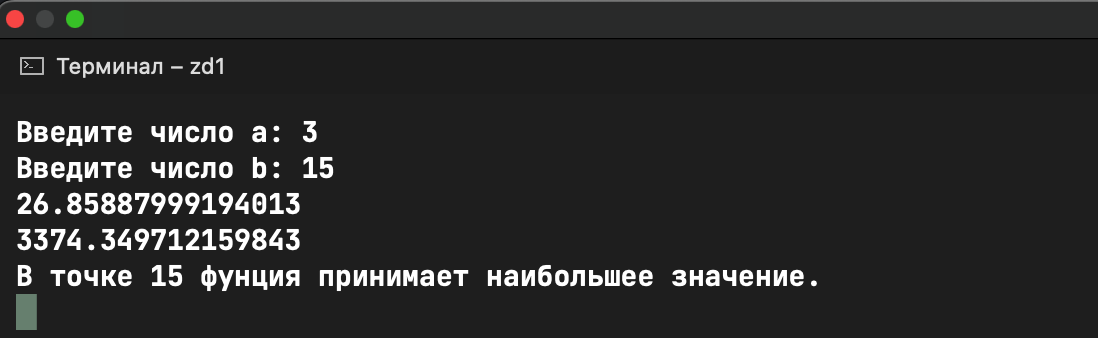 Терминал – zd1
Введите число a: 3
Введите число b: 15
26.85887999194013
3374.349712159843
В точке 15 фунция принимает наибольшее значение.